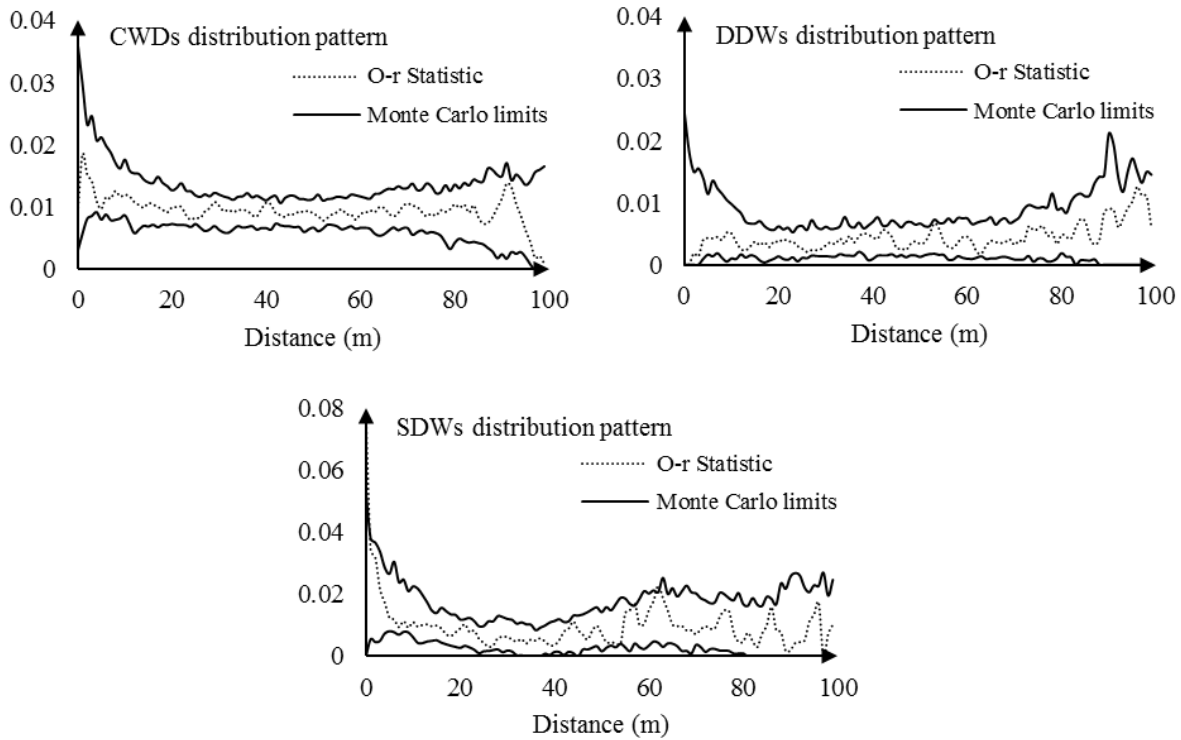 CWDs distribution pattern
O-r Statistic
Monte Carlo limits
0.04
0.03
0.02
0.01
0
0 20 40 60 80 100
Distance (m)
DDWs distribution pattern
O-r Statistic
Monte Carlo limits
0.04
0.03
0.02
0.01
0
0 20 40 60 80 100
Distance (m)
SDWs distribution pattern
O-r Statistic
Monte Carlo limits
0.08
0.06
0.04
0.02
0
0 20 40 60 80 100
Distance (m)